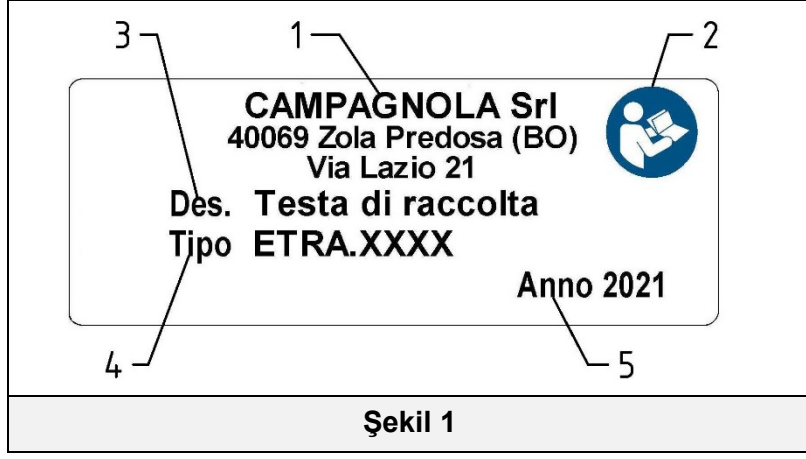 3 1 2
CAMPAGNOLA Srl
40069 Zola Predosa (BO)
Via Lazio 21
Des. Testa di raccolta
Tipo ETRA.XXXX
Anno 2021
4 5
Şekil 1